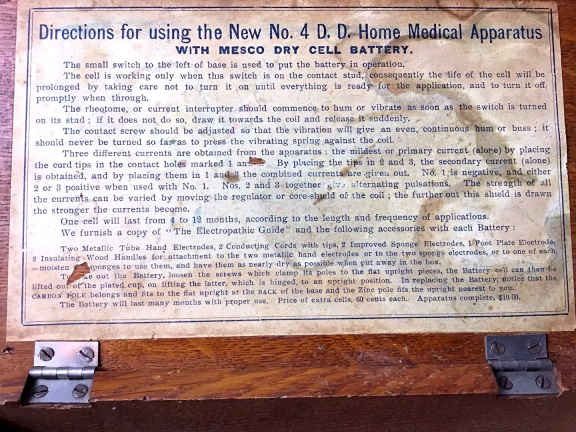 Directions for using the New No. 4 D. D. Home Medical Apparatus
WITH MESCO DRY CELL BATTERY.
The small switch to the left of base is used to put the battery in operation.
The cell is working only when this switch is on the contact stud, consequently the life of the cell will be
prolonged by taking care not to turn it on until everything is ready for the application, and to turn it off
promptly when through.
The rheotome, or current interrupter should commence to hum or vibrate as soon as the switch is turned
on its stud; if it does not do so, draw it towards the coil and release it suddenly.
The contact screw should be adjusted so that the vibration will give an even, continuous hum or buss; it
should never be turned so far as to press the vibrating spring against the coil.
Three different currents are obtained from the apparatus: the mildest or primary current (alone) by placing
the cord tips in the contact holes marked 1 and By placing the tips in 2 and 3, the secondary current (alone)
is obtained, and by placing them in 1 and the combined currents are given out. No. 1 is negative, and either
2 or 3 positive when used with No. 1. Nos. 2 and 3 together give alternating pulsations. The strength of all
the currents can be varied by moving the regulator or core shield of the coil; the further out this shield is drawn
the stronger the currents become.
One cell will last from 4 to 12 months, according to the length and frequency of applications.
We furnish a copy of "The Electropathic Guide" and the following accessories with each Battery:
Two Metallic Tube Hand Electrodes, 2 Conducting Cords with tips, 2 Improved Sponge Electrodes, 1 Foot Plate Electrode,
2 Insulating Wood Handles for attachment to the two metallic hand electrodes or to the two sponge electrodes, or to one of each
moisten sponges to use them, and have them as nearly dry as possible when put away in the box.
out the Battery, loosen the screws which clamp its poles to the flat upright pieces, the Battery cell can then be
lifted out of the plated cup, on lifting the latter, which is hinged, to an upright position. In replacing the Battery, notice that the
CARBON POLE belongs and fits to the flat upright at the BACK of the base and the Zinc pole fits the upright nearest to you.
The Battery will last many months with proper use. Price of extra cells, 60 cents each. Apparatus complete, $10.00.